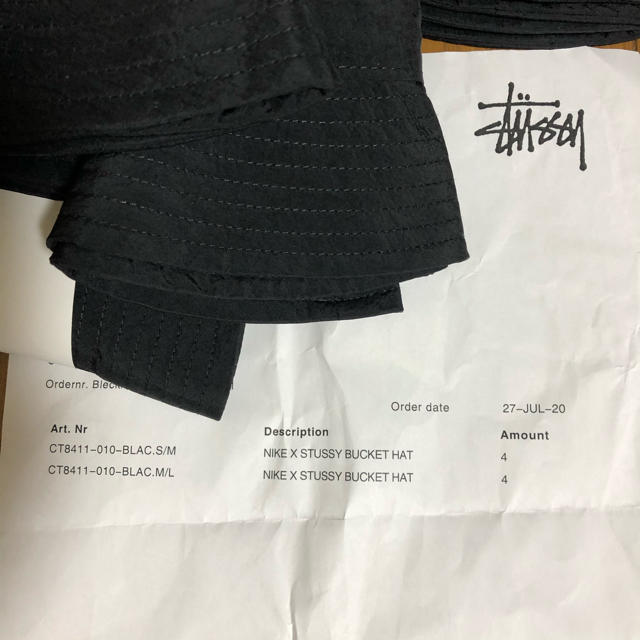 Stüssy
Ordernr. Bleck
Order date 27-JUL-20
Art. Nr Description Amount
CT8411-010-BLAC.S/M NIKE X STUSSY BUCKET HAT 4
CT8411-010-BLAC.M/L NIKE X STUSSY BUCKET HAT 4